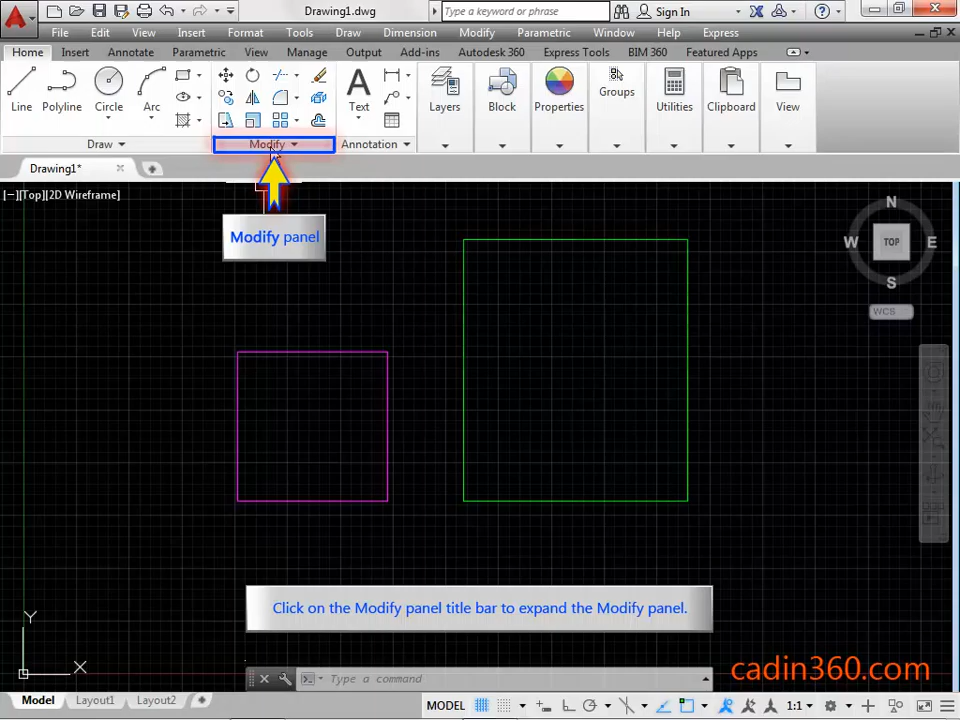 Drawing1.dwg
Type a keyword or phrase
Sign In
File Edit View Insert Format Tools Draw Dimension Modify Parametric Window Help Express
Home Insert Annotate Parametric View Manage Output Add-ins Autodesk 360 Express Tools BIM 360 Featured Apps
Line Polyline Circle Arc Text Layers Block Properties Groups Utilities Clipboard View
Draw Modify Annotation
Drawing1*
[−][Top][2D Wireframe]
N
W TOP E
S
WCS
Modify panel
Click on the Modify panel title bar to expand the Modify panel.
Y
X
cadin360.com
Type a command
Model Layout1 Layout2 MODEL 1:1